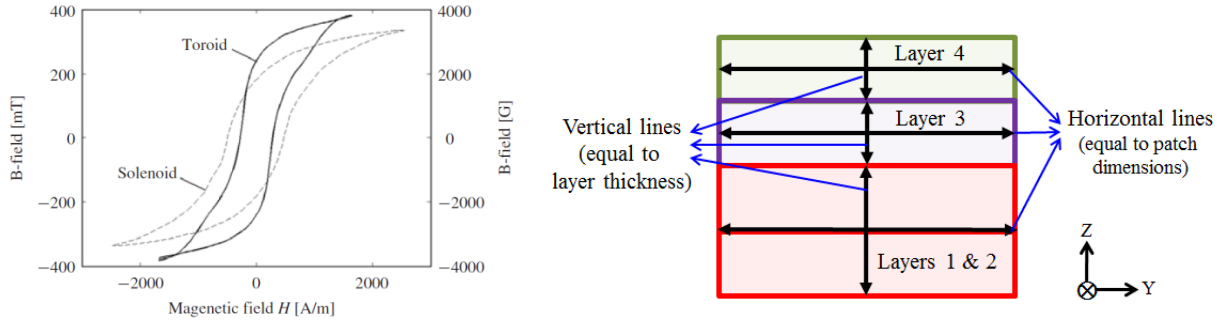 400
200
0
−200
−400
B-field [mT]
Toroid
Solenoid
4000
2000
0
−2000
−4000
B-field [G]
−2000
0
2000
Magenetic field H [A/m]
Layer 4
Layer 3
Layers 1 & 2
Vertical lines
(equal to
layer thickness)
Horizontal lines
(equal to patch
dimensions)
Z
Y